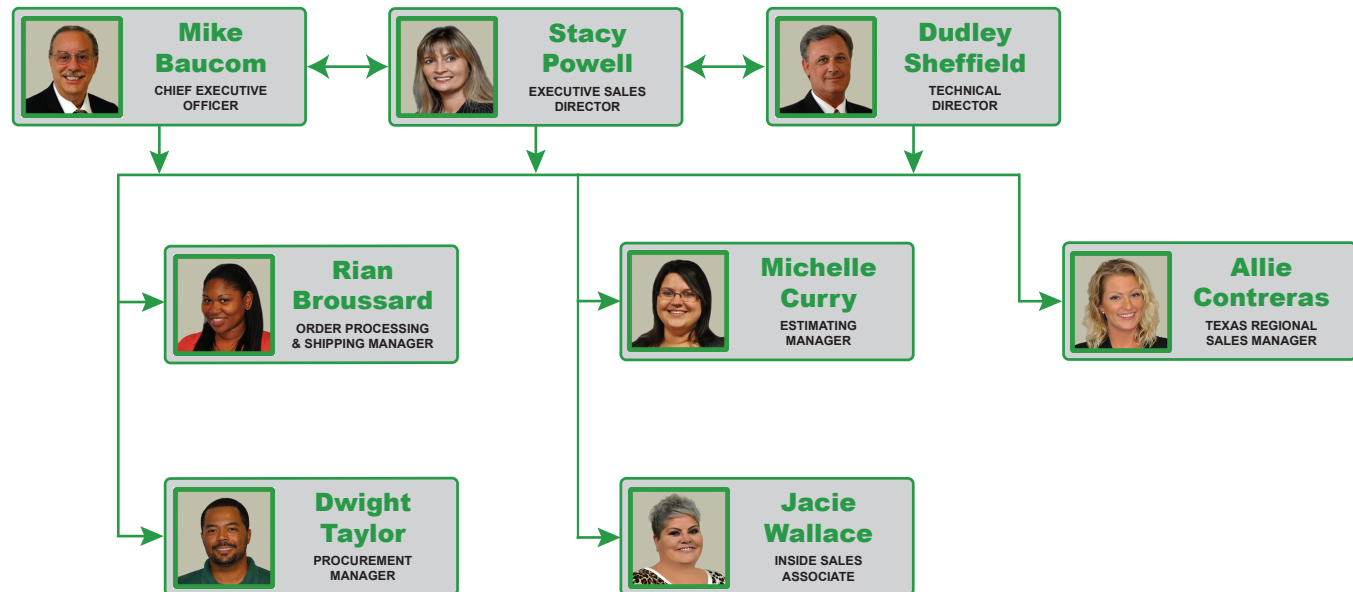 Mike
Baucom
CHIEF EXECUTIVE
OFFICER
Stacy
Powell
EXECUTIVE SALES
DIRECTOR
Dudley
Sheffield
TECHNICAL
DIRECTOR
Rian
Broussard
ORDER PROCESSING
& SHIPPING MANAGER
Michelle
Curry
ESTIMATING
MANAGER
Allie
Contreras
TEXAS REGIONAL
SALES MANAGER
Dwight
Taylor
PROCUREMENT
MANAGER
Jacie
Wallace
INSIDE SALES
ASSOCIATE